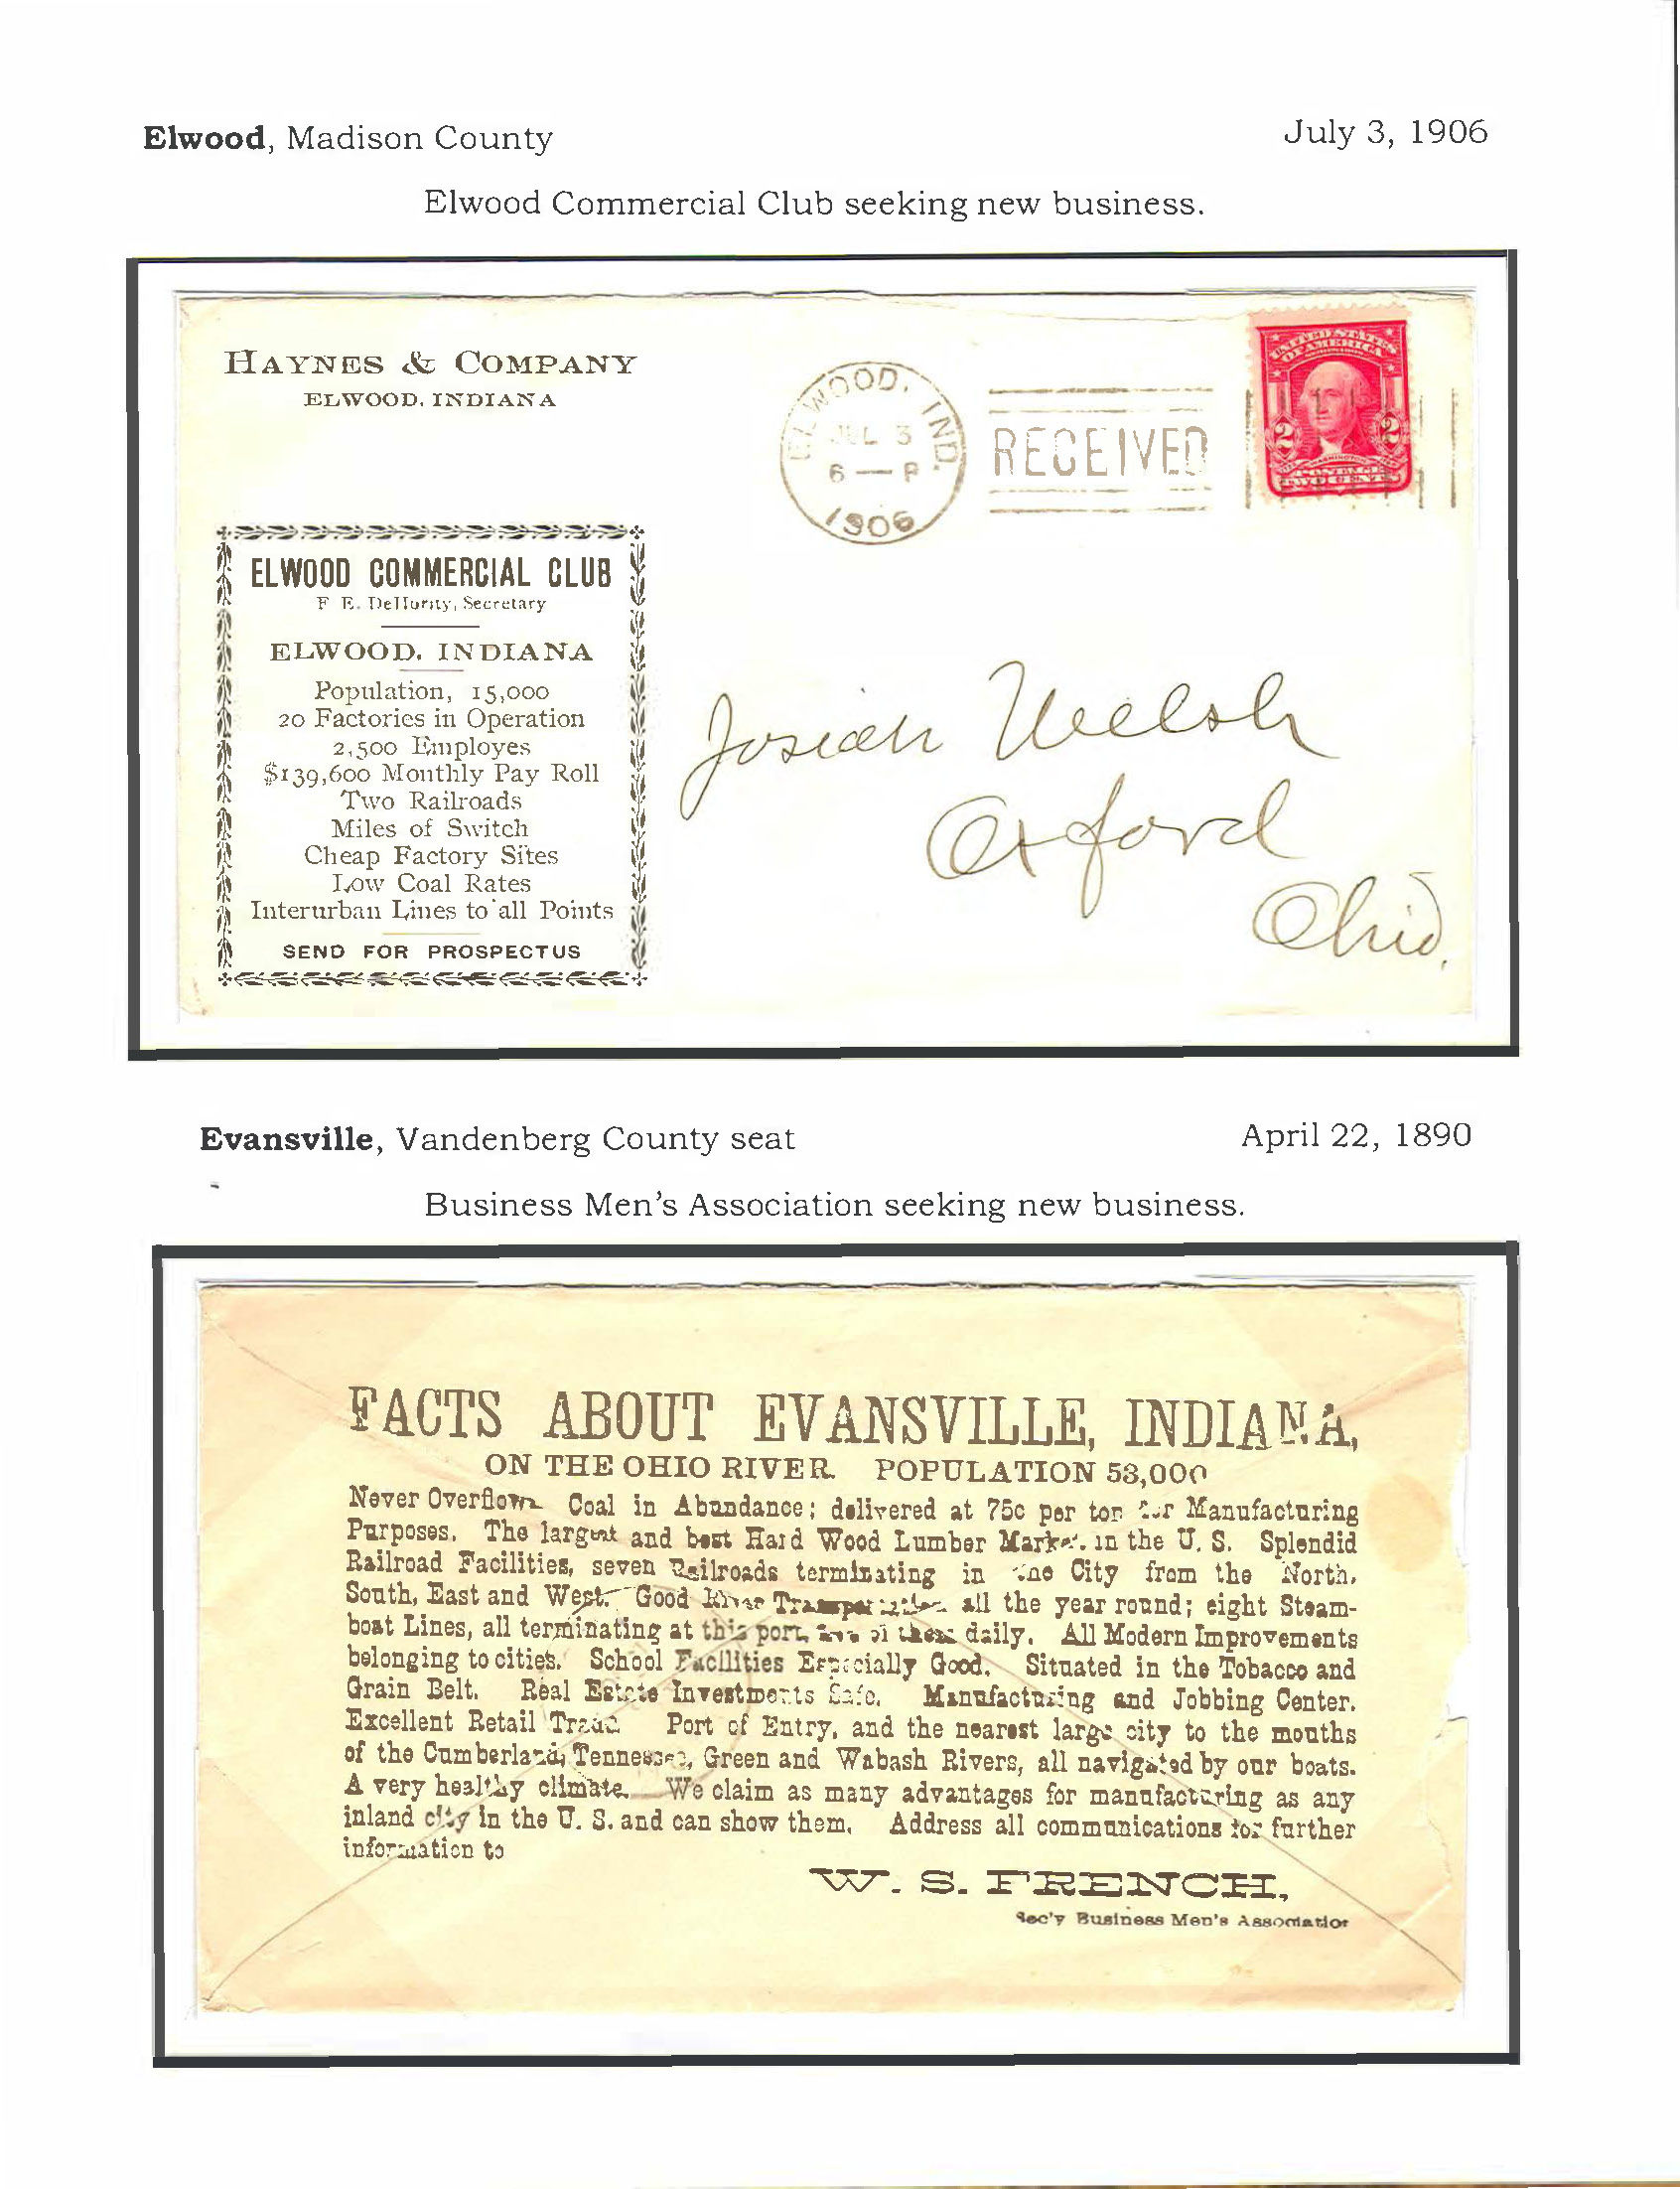 Elwood, Madison County
July 3, 1906
Elwood Commercial Club seeking new business.
HAYNES & COMPANY
ELWOOD, INDIANA
ELWOOD, IND.
JUL 3
6 — P
1906
RECEIVED
UNITED STATES
OF AMERICA
2 2
WASHINGTON
ELWOOD COMMERCIAL CLUB
F. E. DeHority, Secretary
ELWOOD, INDIANA
Population, 15,000
20 Factories in Operation
2,500 Employes
$139,600 Monthly Pay Roll
Two Railroads
Miles of Switch
Cheap Factory Sites
Low Coal Rates
Interurban Lines to all Points
SEND FOR PROSPECTUS
Josiah Welsh
Oxford
Ohio.
Evansville, Vandenberg County seat
April 22, 1890
Business Men's Association seeking new business.
FACTS ABOUT EVANSVILLE, INDIANA,
ON THE OHIO RIVER. POPULATION 53,000
Never Overflown. Coal in Abundance; delivered at 75c per ton for Manufacturing
Purposes. The largest and best Hard Wood Lumber Market in the U. S. Splendid
Railroad Facilities, seven Railroads terminating in the City from the North,
South, East and West. Good River Transportation all the year round; eight Steam-
boat Lines, all terminating at this port, of them daily. All Modern Improvements
belonging to cities. School Facilities Especially Good. Situated in the Tobacco and
Grain Belt. Real Estate Investments Safe. Manufacturing and Jobbing Center.
Excellent Retail Trade Port of Entry, and the nearest large city to the mouths
of the Cumberland, Tennessee, Green and Wabash Rivers, all navigated by our boats.
A very healthy climate. We claim as many advantages for manufacturing as any
inland city in the U. S. and can show them. Address all communications for further
information to
W. S. FRENCH,
Sec'y Business Men's Association